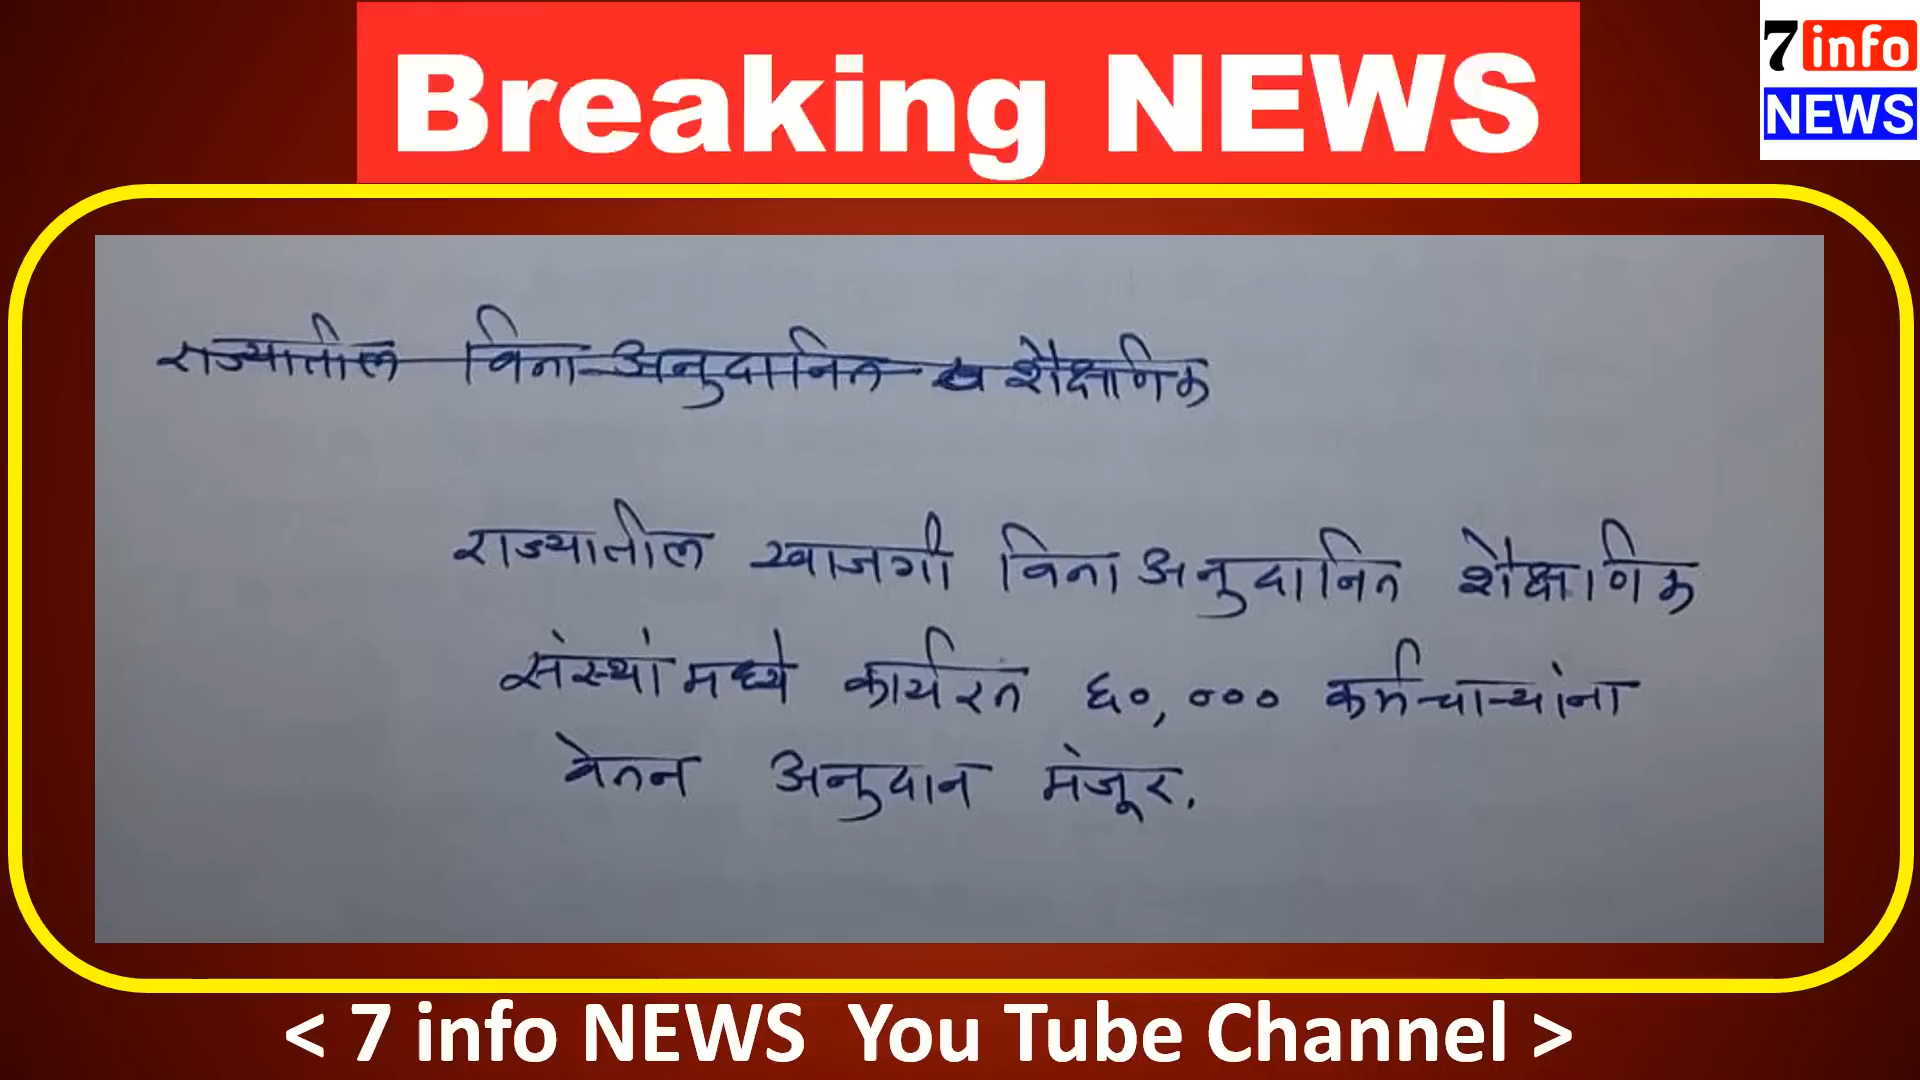 Breaking NEWS
7 info
NEWS
राज्यातील विना अनुदानित शैक्षणिक
राज्यातील खाजगी विना अनुदानित शैक्षणिक
संस्थांमध्ये कार्यरत ६०,००० कर्मचाऱ्यांना
वेतन अनुदान मंजूर.
< 7 info NEWS You Tube Channel >